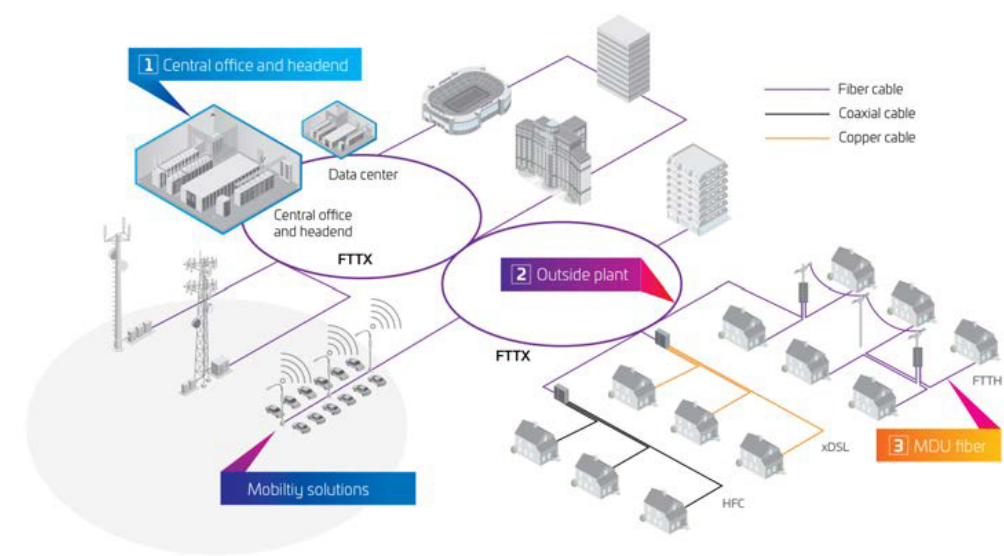 1 Central office and headend
Fiber cable
Coaxial cable
Copper cable
Data center
Central office
and headend
FTTX
2 Outside plant
FTTX
FTTH
3 MDU fiber
xDSL
Mobiltiy solutions
HFC